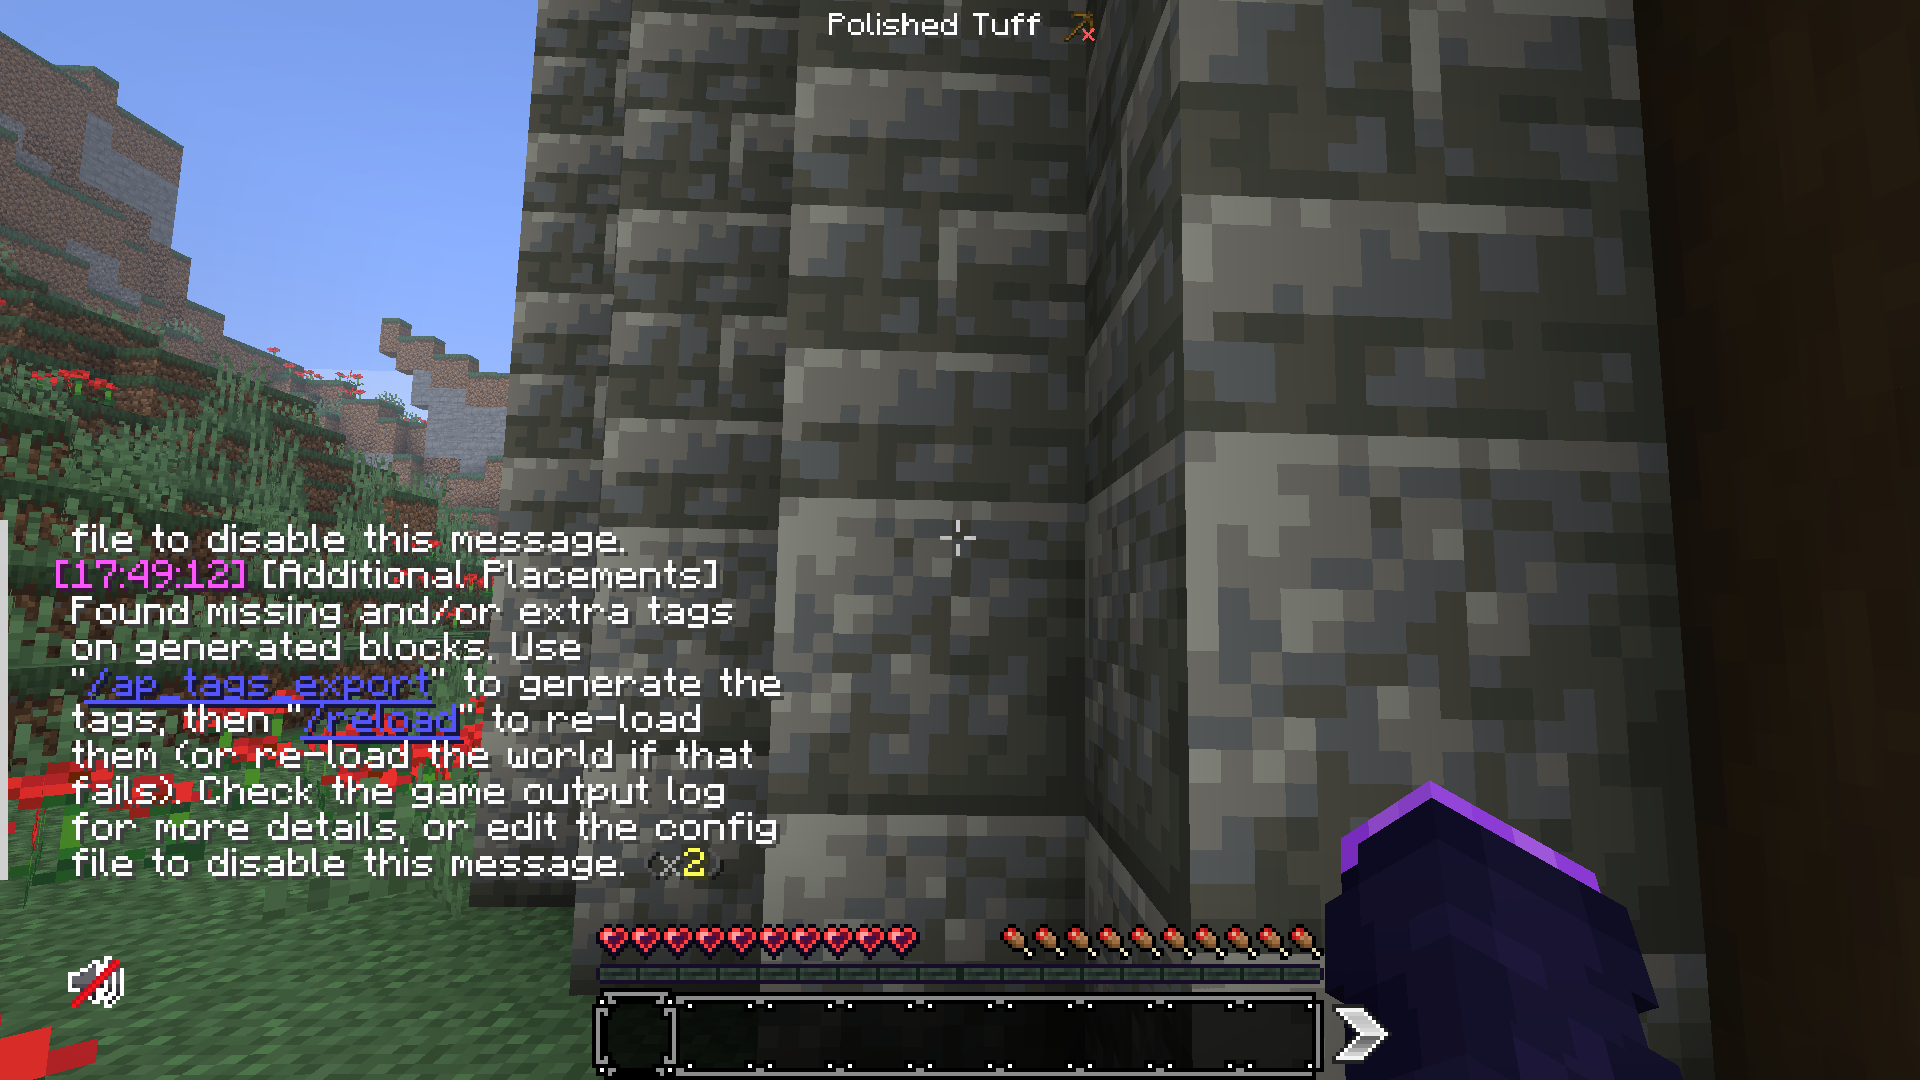 Polished Tuff
file to disable this message.
[17:49:12] [Additional Placements]
Found missing and/or extra tags
on generated blocks. Use
"/ap_tags_export" to generate the
tags, then "/reload" to re-load
them (or re-load the world if that
fails). Check the game output log
for more details, or edit the config
file to disable this message. (x2)